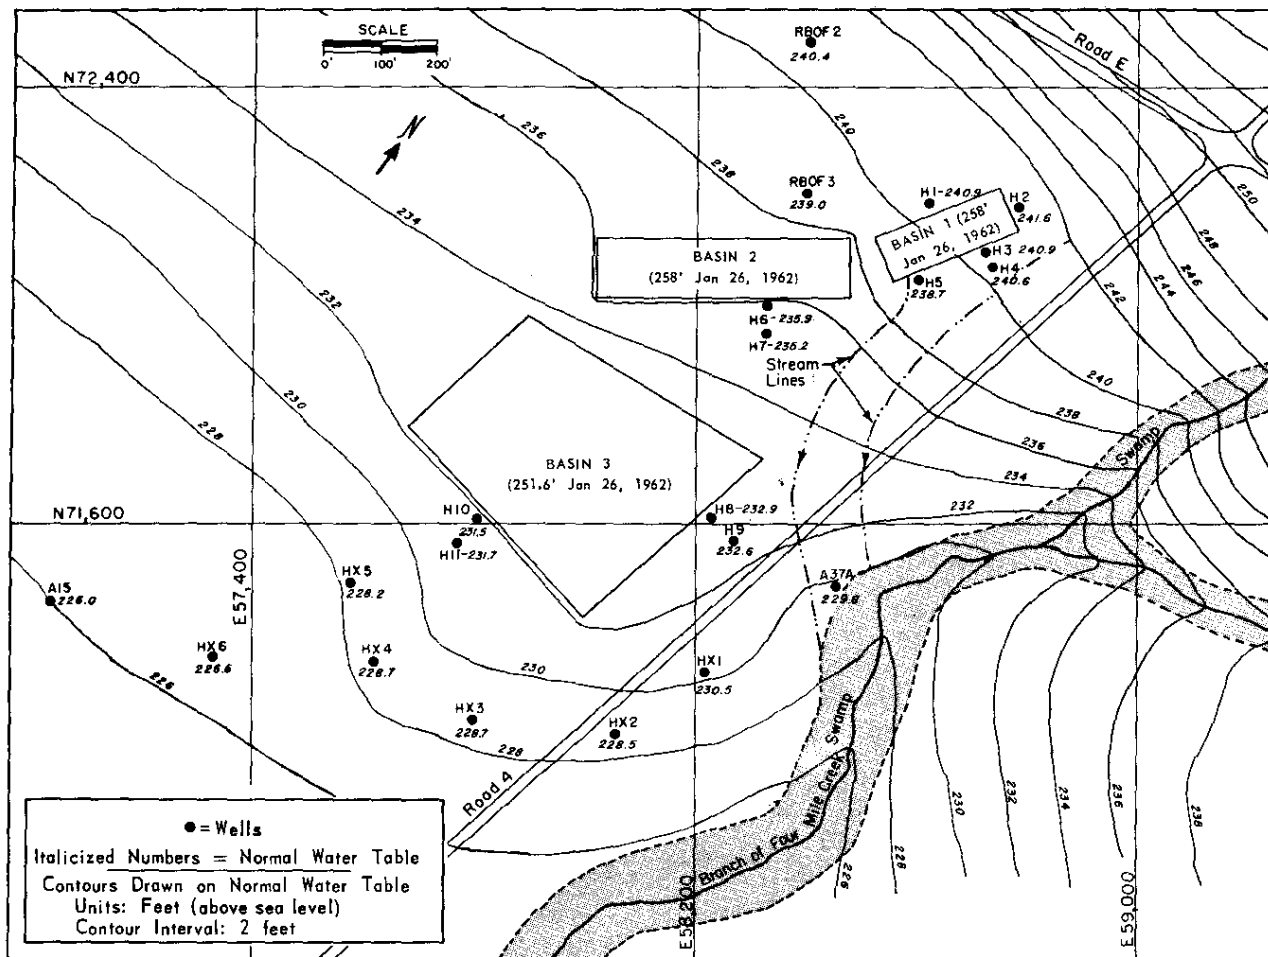 SCALE
0' 100' 200'
N72,400
N
RBOF 2
240.4
Road E
236
240
238
250
RBOF 3
239.0
H1-240.9
H2
241.6
BASIN 1 (258'
Jan 26, 1962)
234
248
246
244
242
BASIN 2
(258' Jan 26, 1962)
H3 240.9
H4
240.6
H5
238.7
232
H6-235.9
H7-235.2
Stream
Lines
240
238
230
236
228
234
Swamp
BASIN 3
(251.6' Jan 26, 1962)
232
N71,600
H10
231.5
H11-231.7
H8-232.9
H9
232.6
A37A
229.8
A15
226.0
HX5
228.2
E57,400
HX6
226.6
HX4
228.7
226
230
HX1
230.5
HX3
228.7
HX2
228.5
228
Road A
Branch of Four Mile Creek Swamp
226
228
230
232
234
236
238
E58,200
E59,000
● = Wells
Italicized Numbers = Normal Water Table
Contours Drawn on Normal Water Table
Units: Feet (above sea level)
Contour Interval: 2 feet